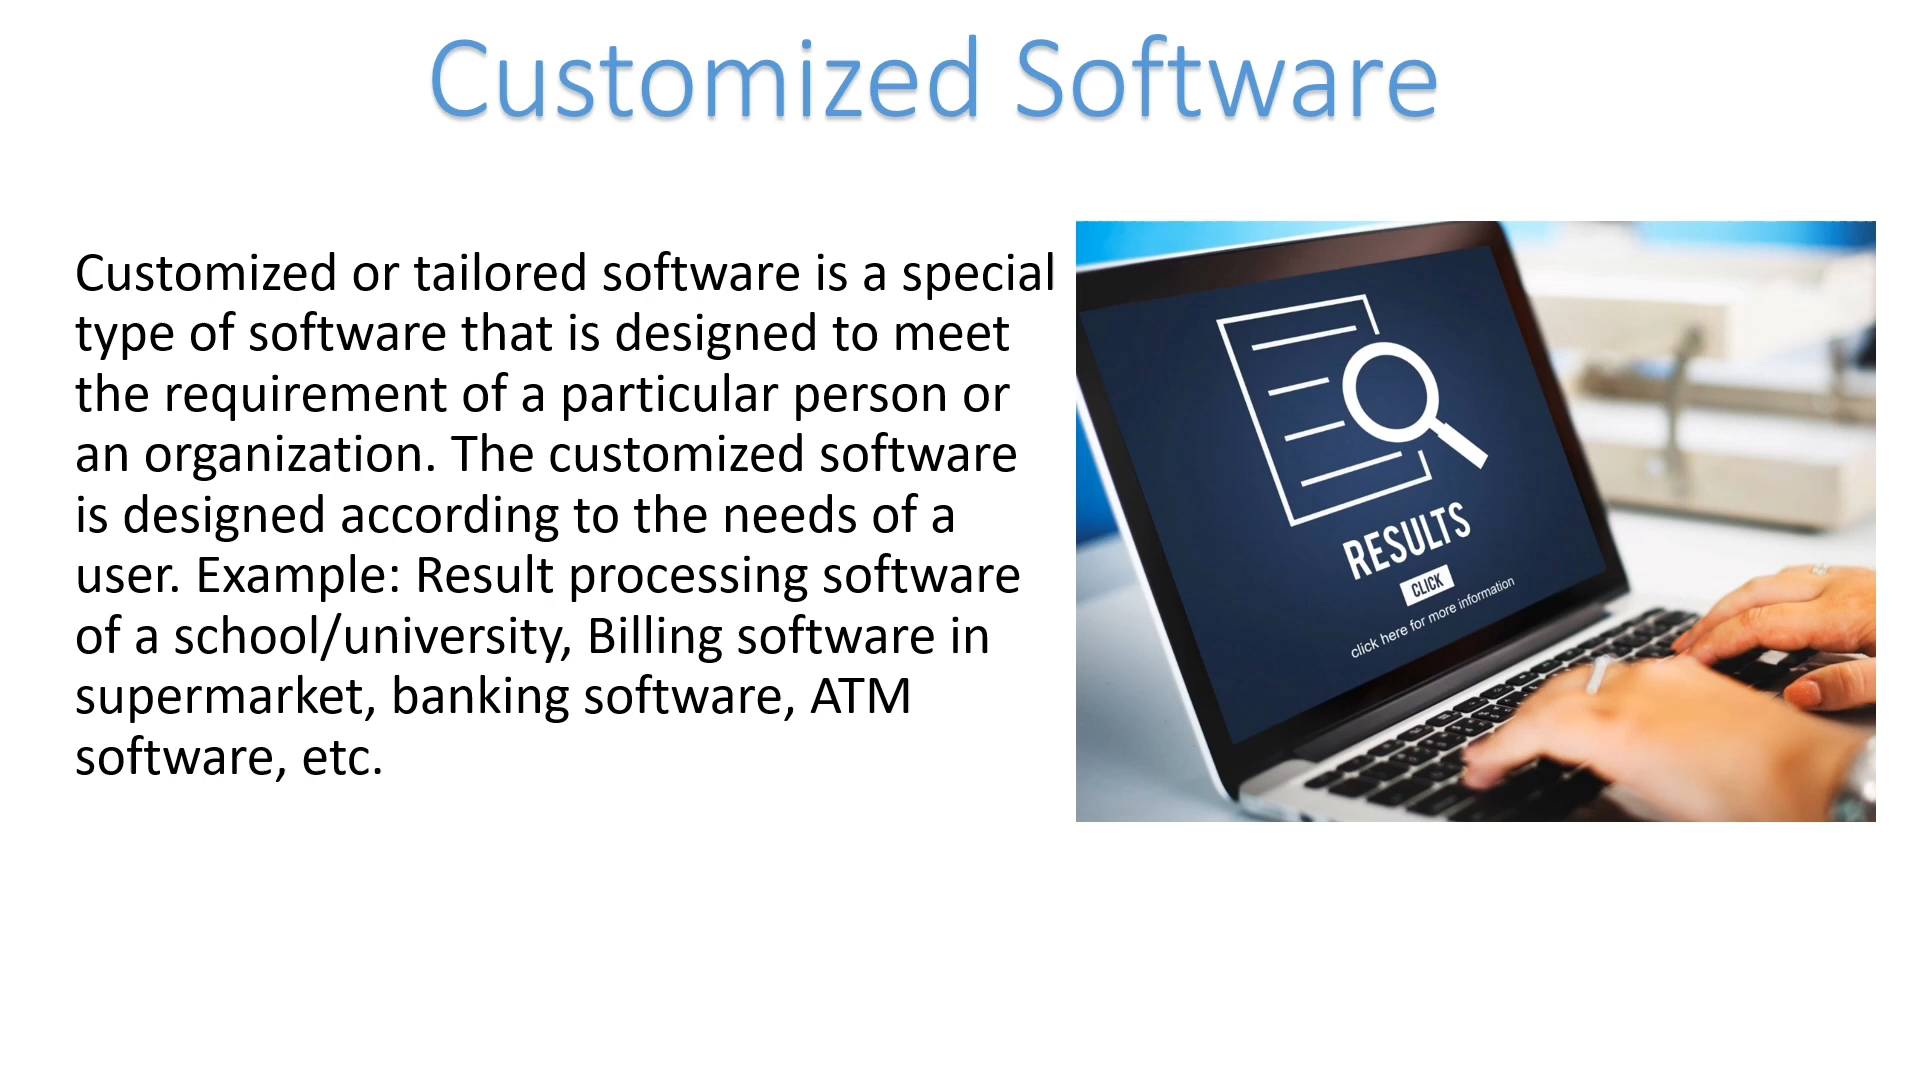 Customized Software
Customized or tailored software is a special
type of software that is designed to meet
the requirement of a particular person or
an organization. The customized software
is designed according to the needs of a
user. Example: Result processing software
of a school/university, Billing software in
supermarket, banking software, ATM
software, etc.
RESULTS
CLICK
click here for more information